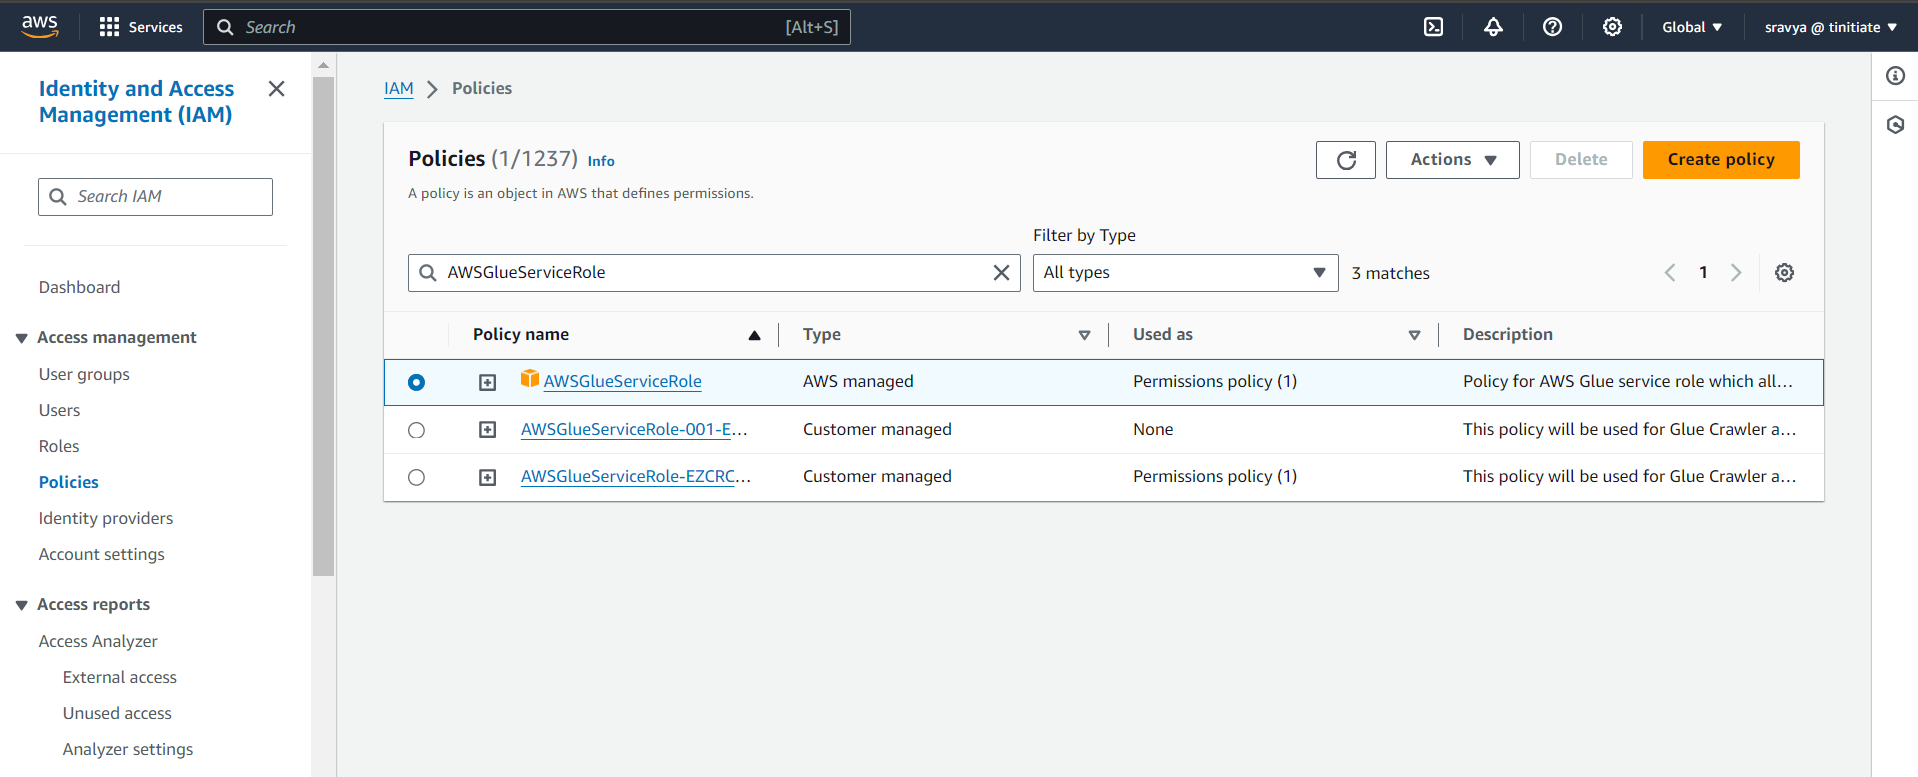 aws
Services
Search
[Alt+S]
Global
sravya @ tinitiate
Identity and Access
Management (IAM)
Search IAM
Dashboard
Access management
User groups
Users
Roles
Policies
Identity providers
Account settings
Access reports
Access Analyzer
External access
Unused access
Analyzer settings
IAM
Policies
Policies (1/1237) Info
A policy is an object in AWS that defines permissions.
Actions
Delete
Create policy
Filter by Type
AWSGlueServiceRole
All types
3 matches
1
Policy name
Type
Used as
Description
AWSGlueServiceRole
AWS managed
Permissions policy (1)
Policy for AWS Glue service role which all...
AWSGlueServiceRole-001-E...
Customer managed
None
This policy will be used for Glue Crawler a...
AWSGlueServiceRole-EZCRC...
Customer managed
Permissions policy (1)
This policy will be used for Glue Crawler a...